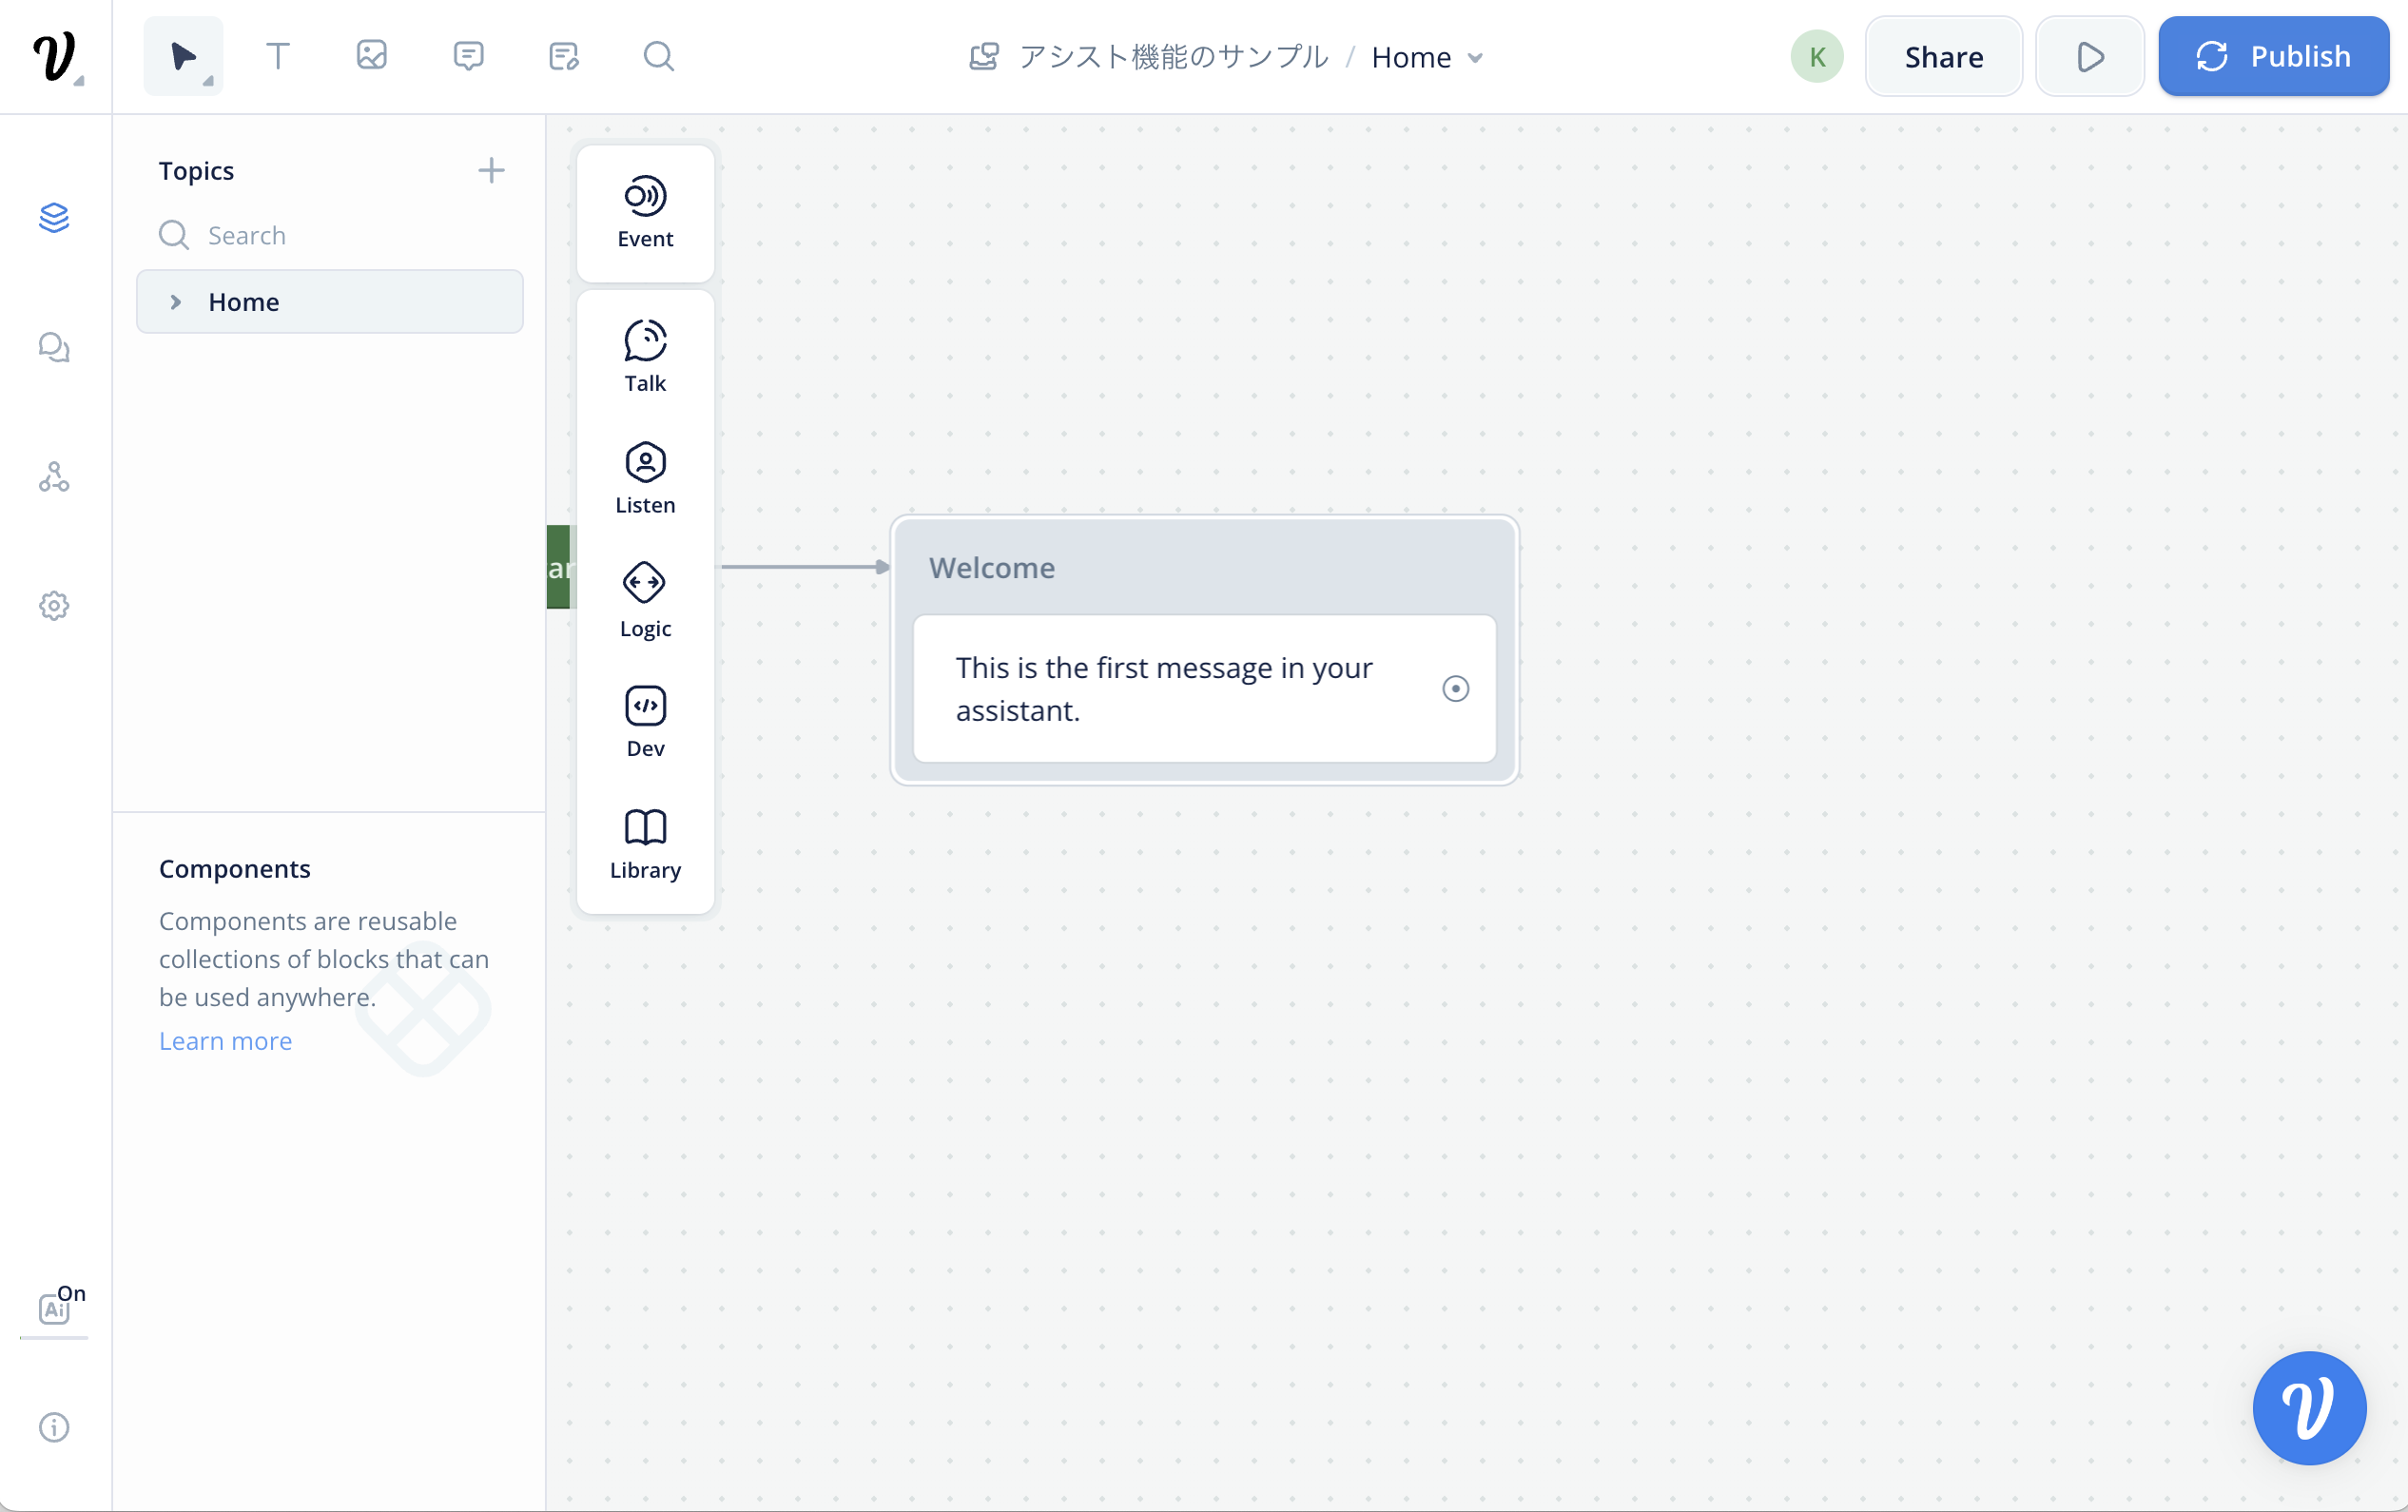 アシスト機能のサンプル / Home
K
Share
Publish
Topics
Search
Home
Event
Talk
Listen
Logic
Dev
Library
ar
Welcome
This is the first message in your
assistant.
Components
Components are reusable
collections of blocks that can
be used anywhere.
Learn more
On
Ai